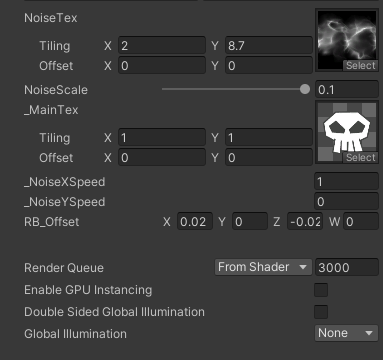 NoiseTex
Tiling X 2 Y 8.7
Offset X 0 Y 0
Select
NoiseScale 0.1
_MainTex
Tiling X 1 Y 1
Offset X 0 Y 0
Select
_NoiseXSpeed 1
_NoiseYSpeed 0
RB_Offset X 0.02 Y 0 Z -0.02 W 0
Render Queue From Shader 3000
Enable GPU Instancing
Double Sided Global Illumination
Global Illumination None